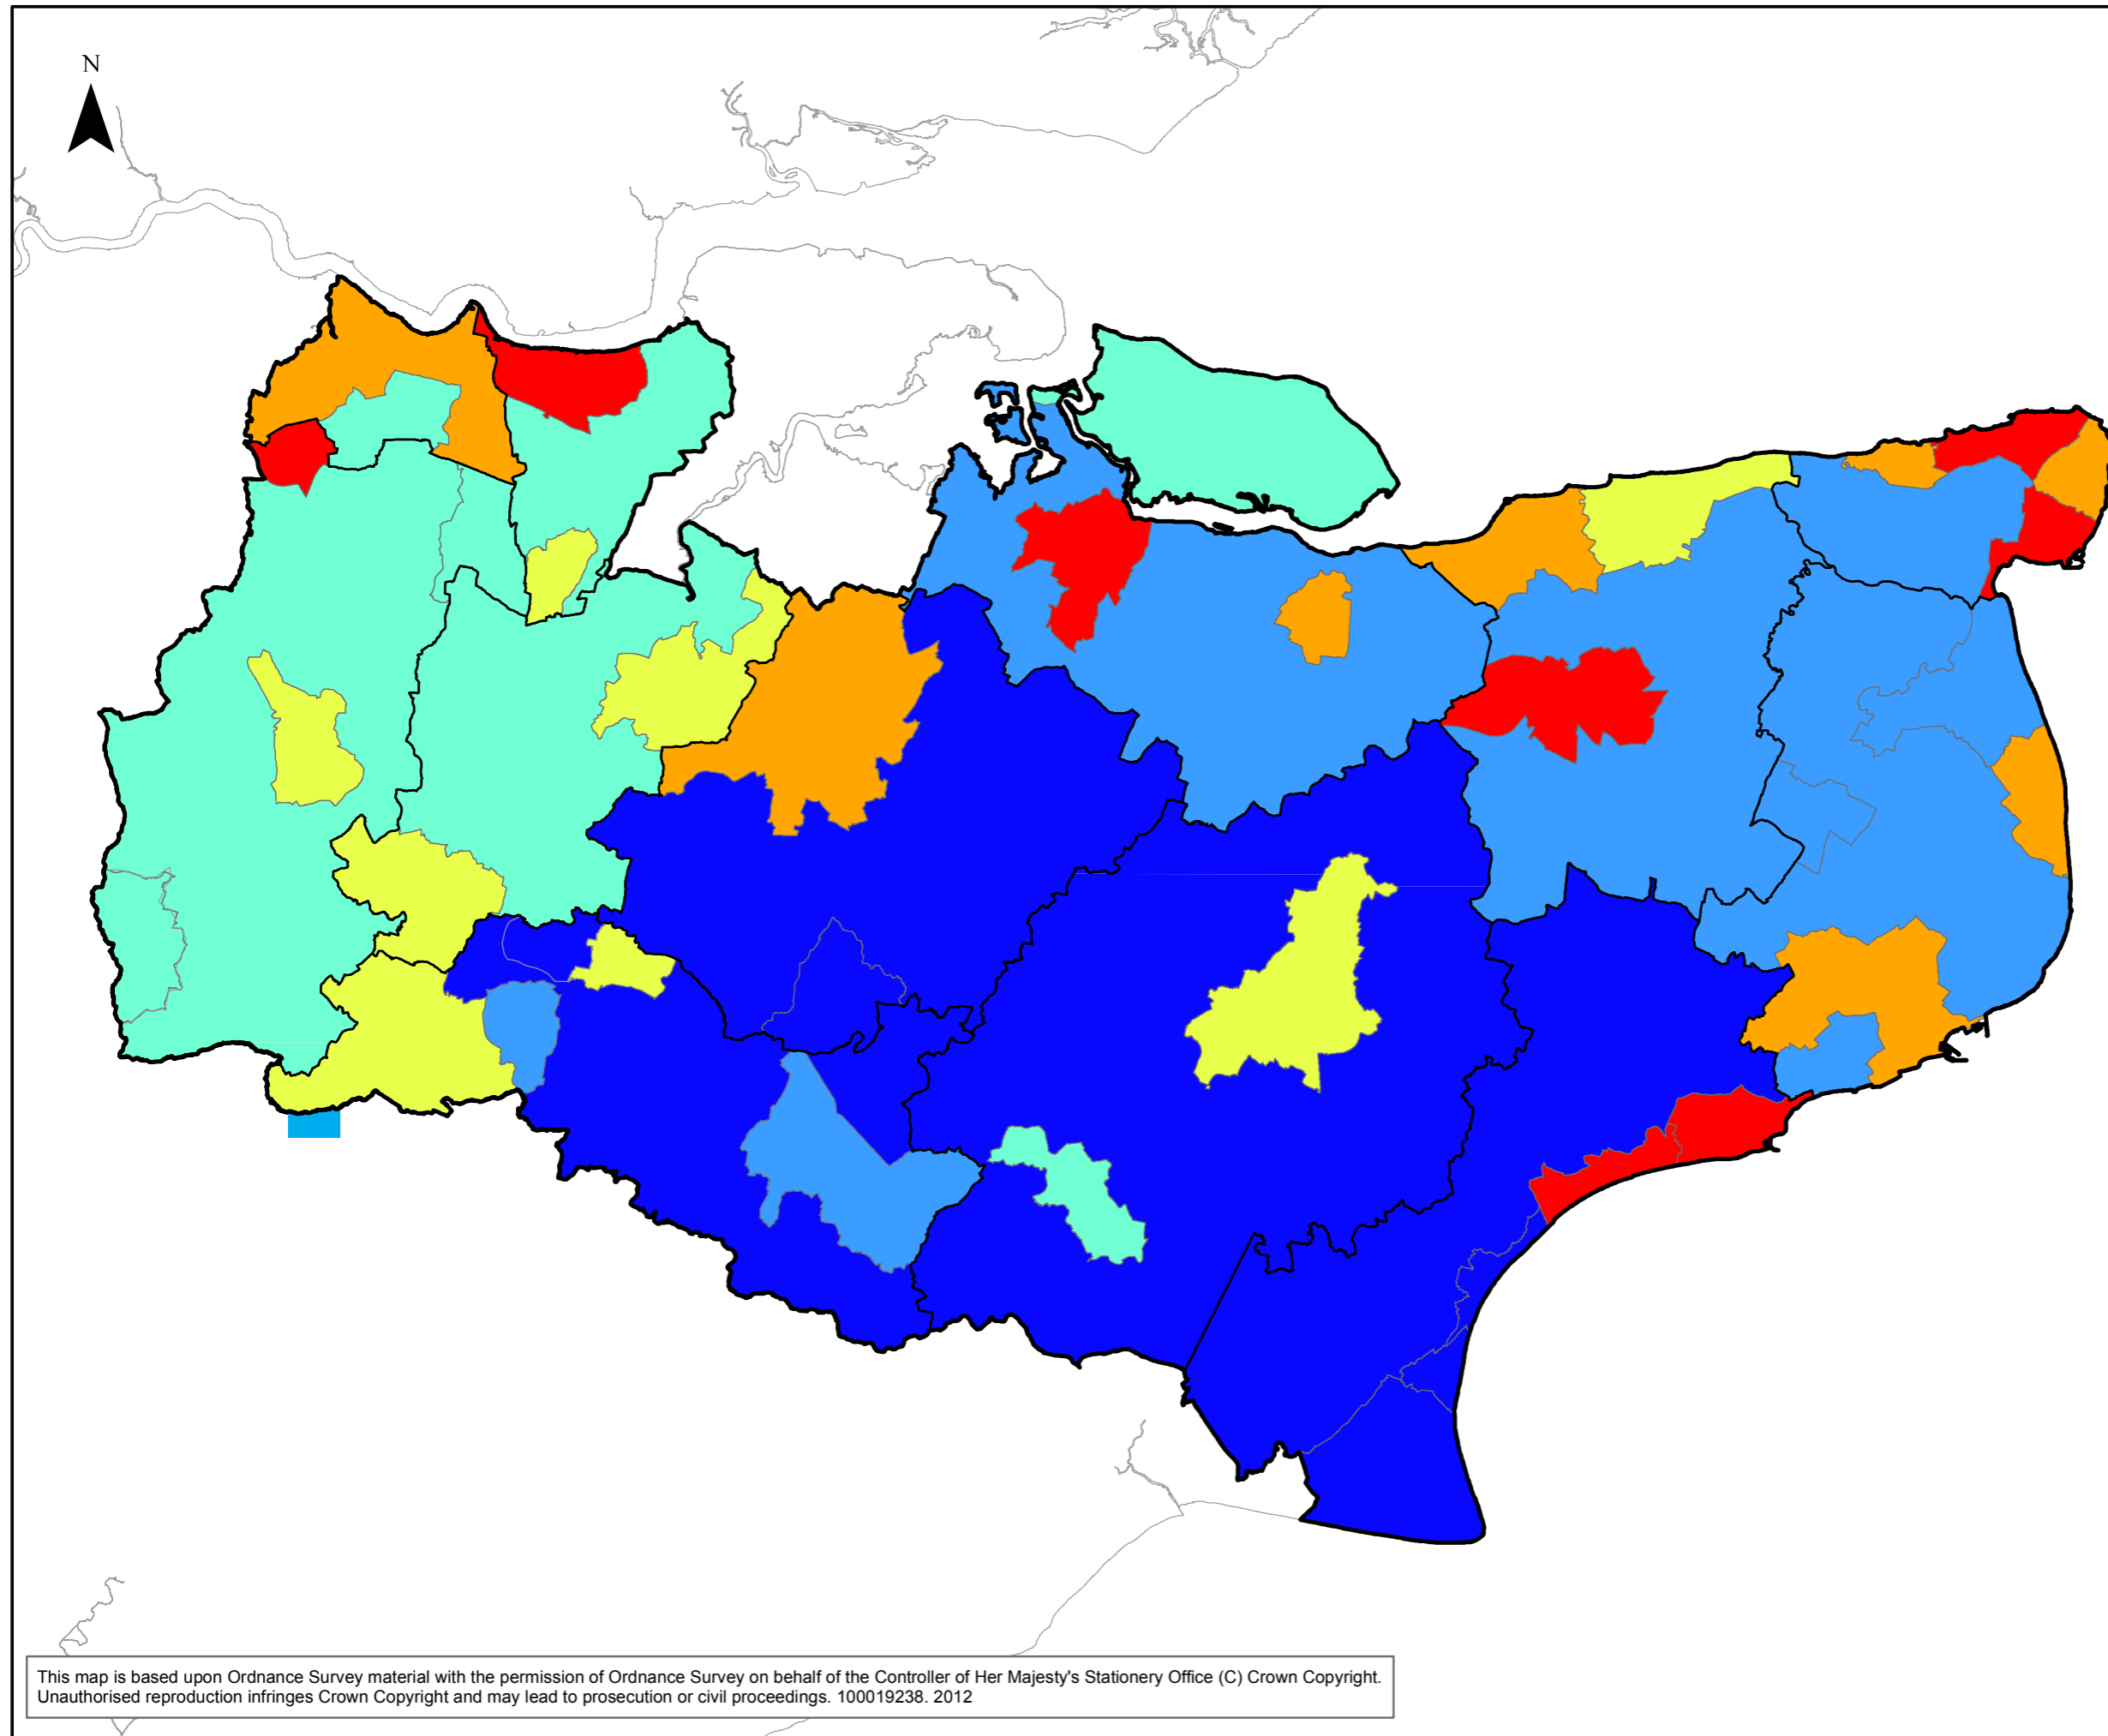 N
This map is based upon Ordnance Survey material with the permission of Ordnance Survey on behalf of the Controller of Her Majesty's Stationery Office (C) Crown Copyright.
Unauthorised reproduction infringes Crown Copyright and may lead to prosecution or civil proceedings. 100019238. 2012